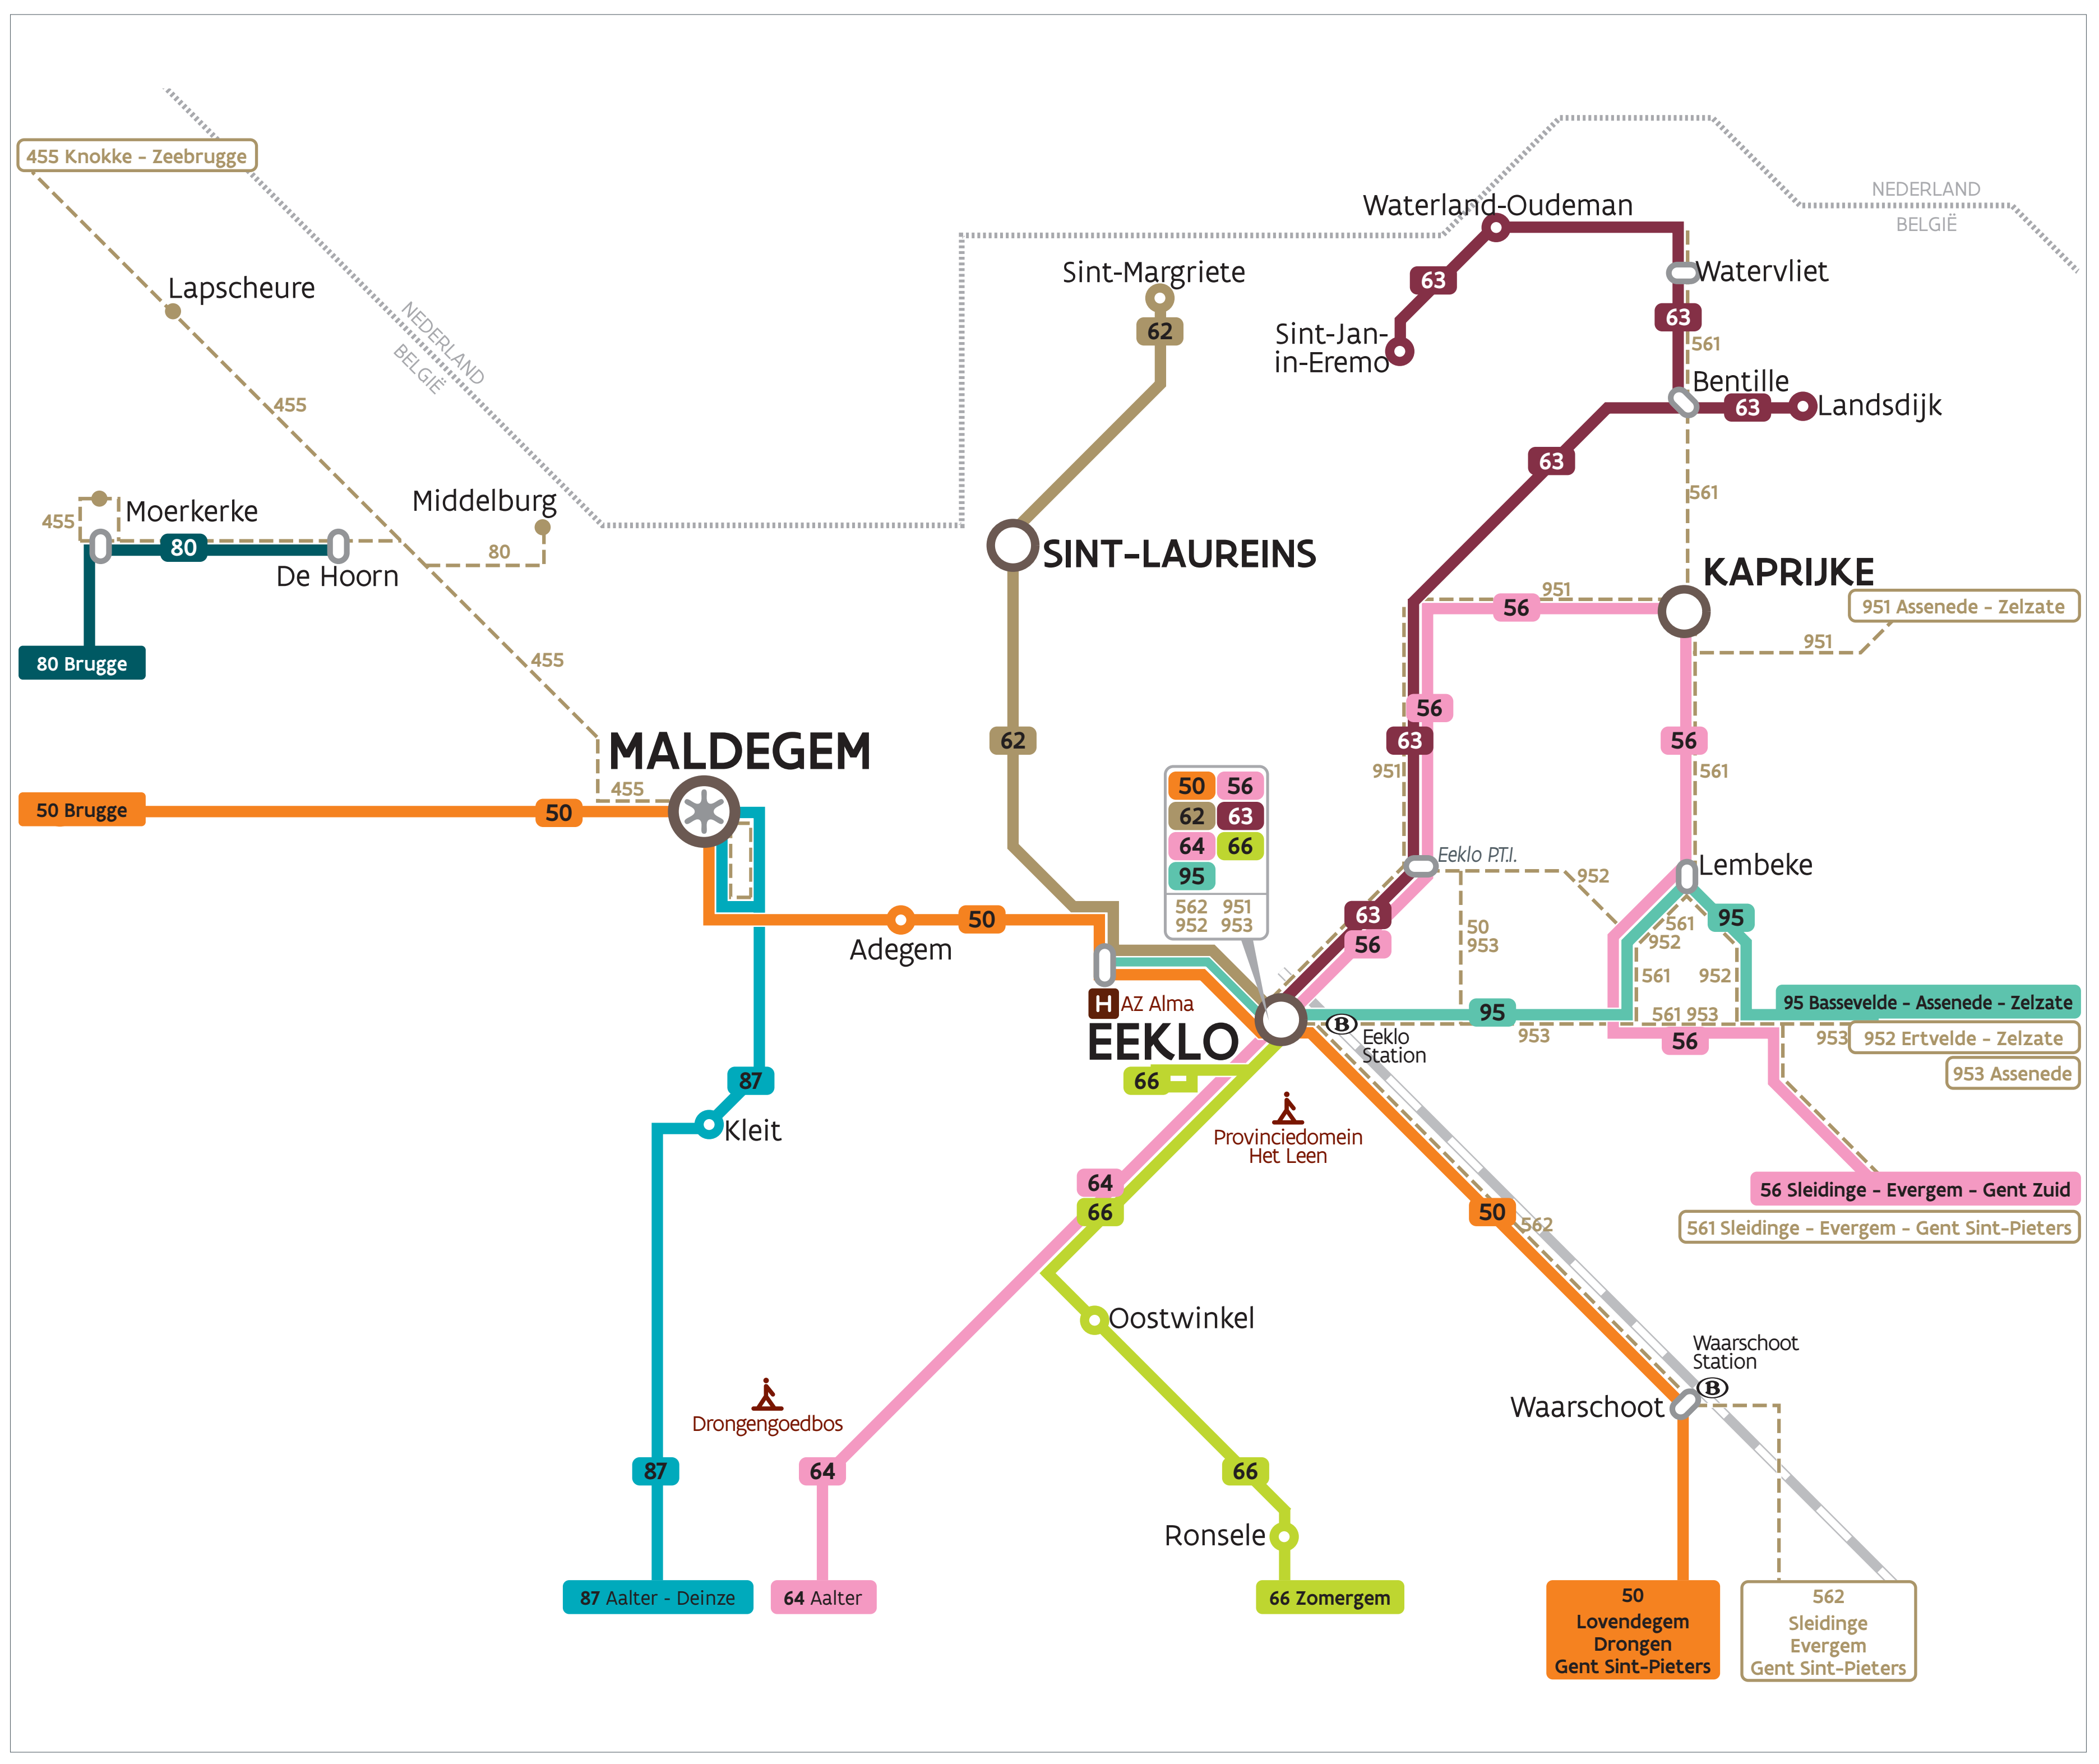 455 Knokke - Zeebrugge
NEDERLAND
BELGIË
Waterland-Oudeman
Sint-Margriete
Watervliet
Lapscheure
63
NEDERLAND
BELGIË
62
63
Sint-Jan-
in-Eremo
561
Bentille
455
63
Landsdijk
63
Middelburg
561
455
Moerkerke
80
80
De Hoorn
SINT-LAUREINS
KAPRIJKE
951
56
951 Assenede - Zelzate
951
80 Brugge
455
56
MALDEGEM
62
63
56
951
561
455
50 Brugge
50
50 56
62 63
64 66
95
562 951
952 953
Eeklo P.T.I.
Lembeke
952
63
56
50
953
561
952
95
Adegem
50
561
952
H AZ Alma
95
561 953
95 Bassevelde - Assenede - Zelzate
EEKLO
B
Eeklo
Station
953
56
953
952 Ertvelde - Zelzate
953 Assenede
66
87
Kleit
Provinciedomein
Het Leen
64
66
56 Sleidinge - Evergem - Gent Zuid
50
562
561 Sleidinge - Evergem - Gent Sint-Pieters
Oostwinkel
Waarschoot
Station
B
Waarschoot
Drongengoedbos
87
64
66
Ronsele
87 Aalter - Deinze
64 Aalter
66 Zomergem
50
Lovendegem
Drongen
Gent Sint-Pieters
562
Sleidinge
Evergem
Gent Sint-Pieters